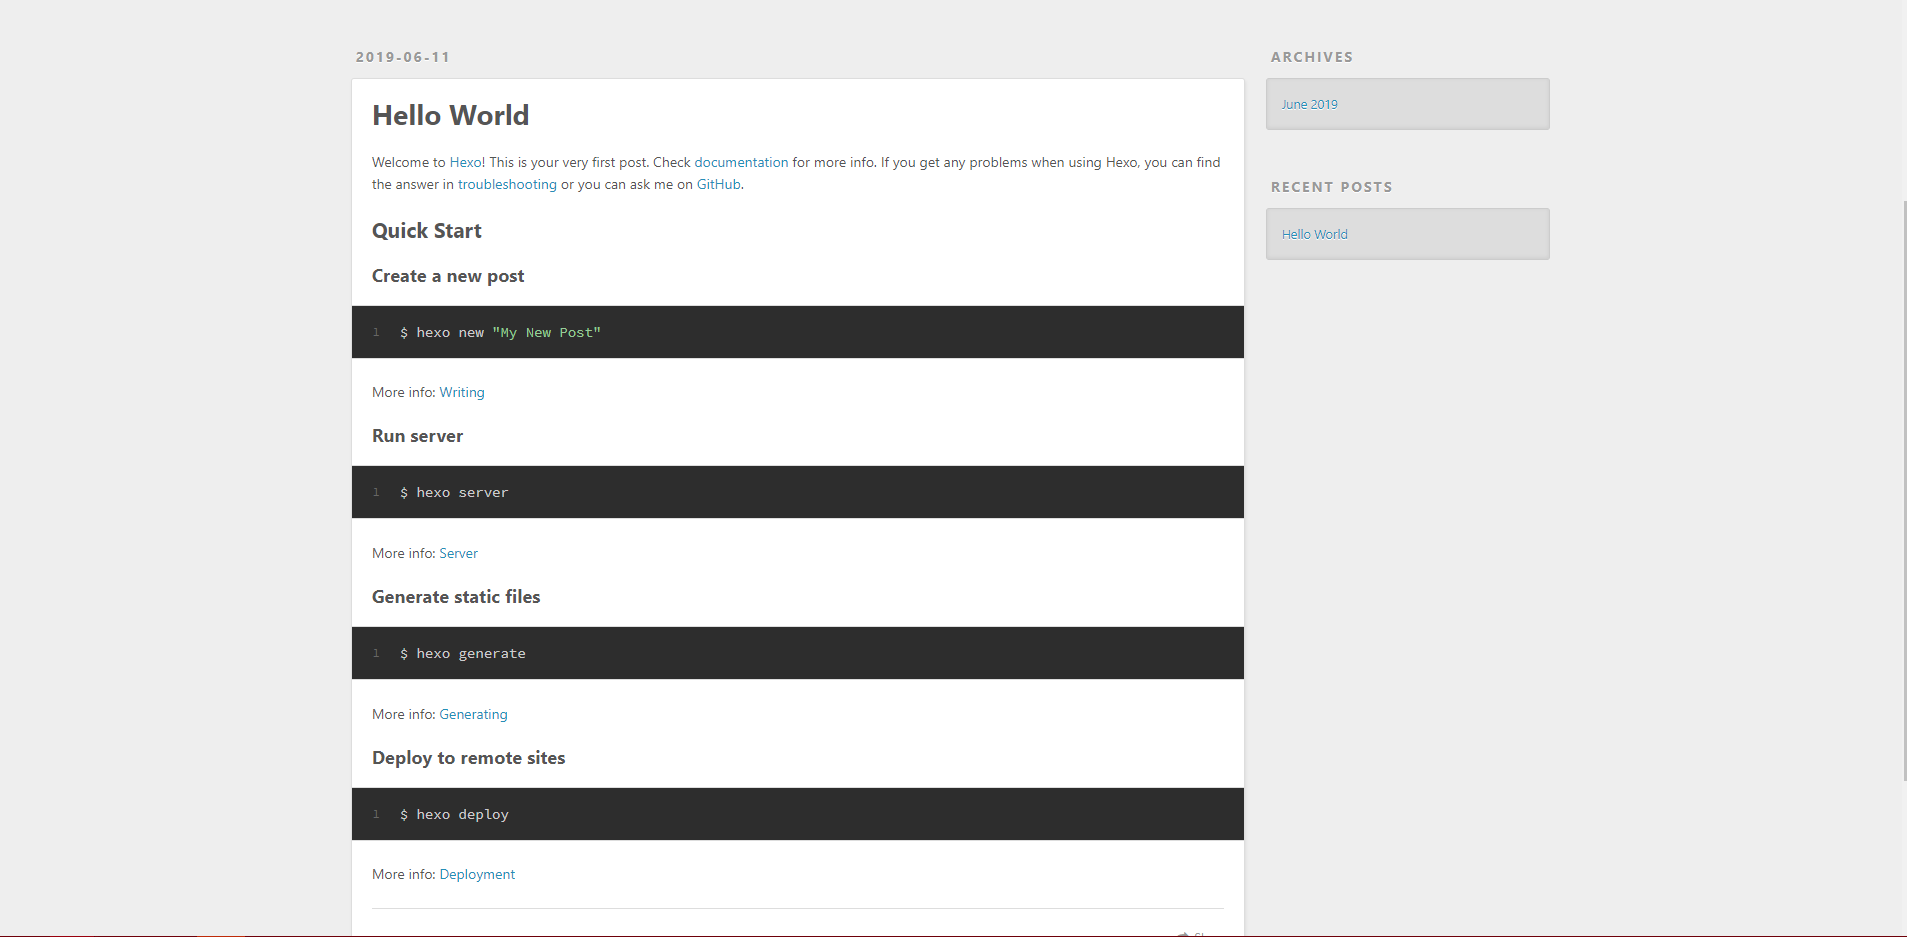 2019-06-11
Hello World
Welcome to Hexo! This is your very first post. Check documentation for more info. If you get any problems when using Hexo, you can find
the answer in troubleshooting or you can ask me on GitHub.
Quick Start
Create a new post
1 $ hexo new "My New Post"
More info: Writing
Run server
1 $ hexo server
More info: Server
Generate static files
1 $ hexo generate
More info: Generating
Deploy to remote sites
1 $ hexo deploy
More info: Deployment
ARCHIVES
June 2019
RECENT POSTS
Hello World